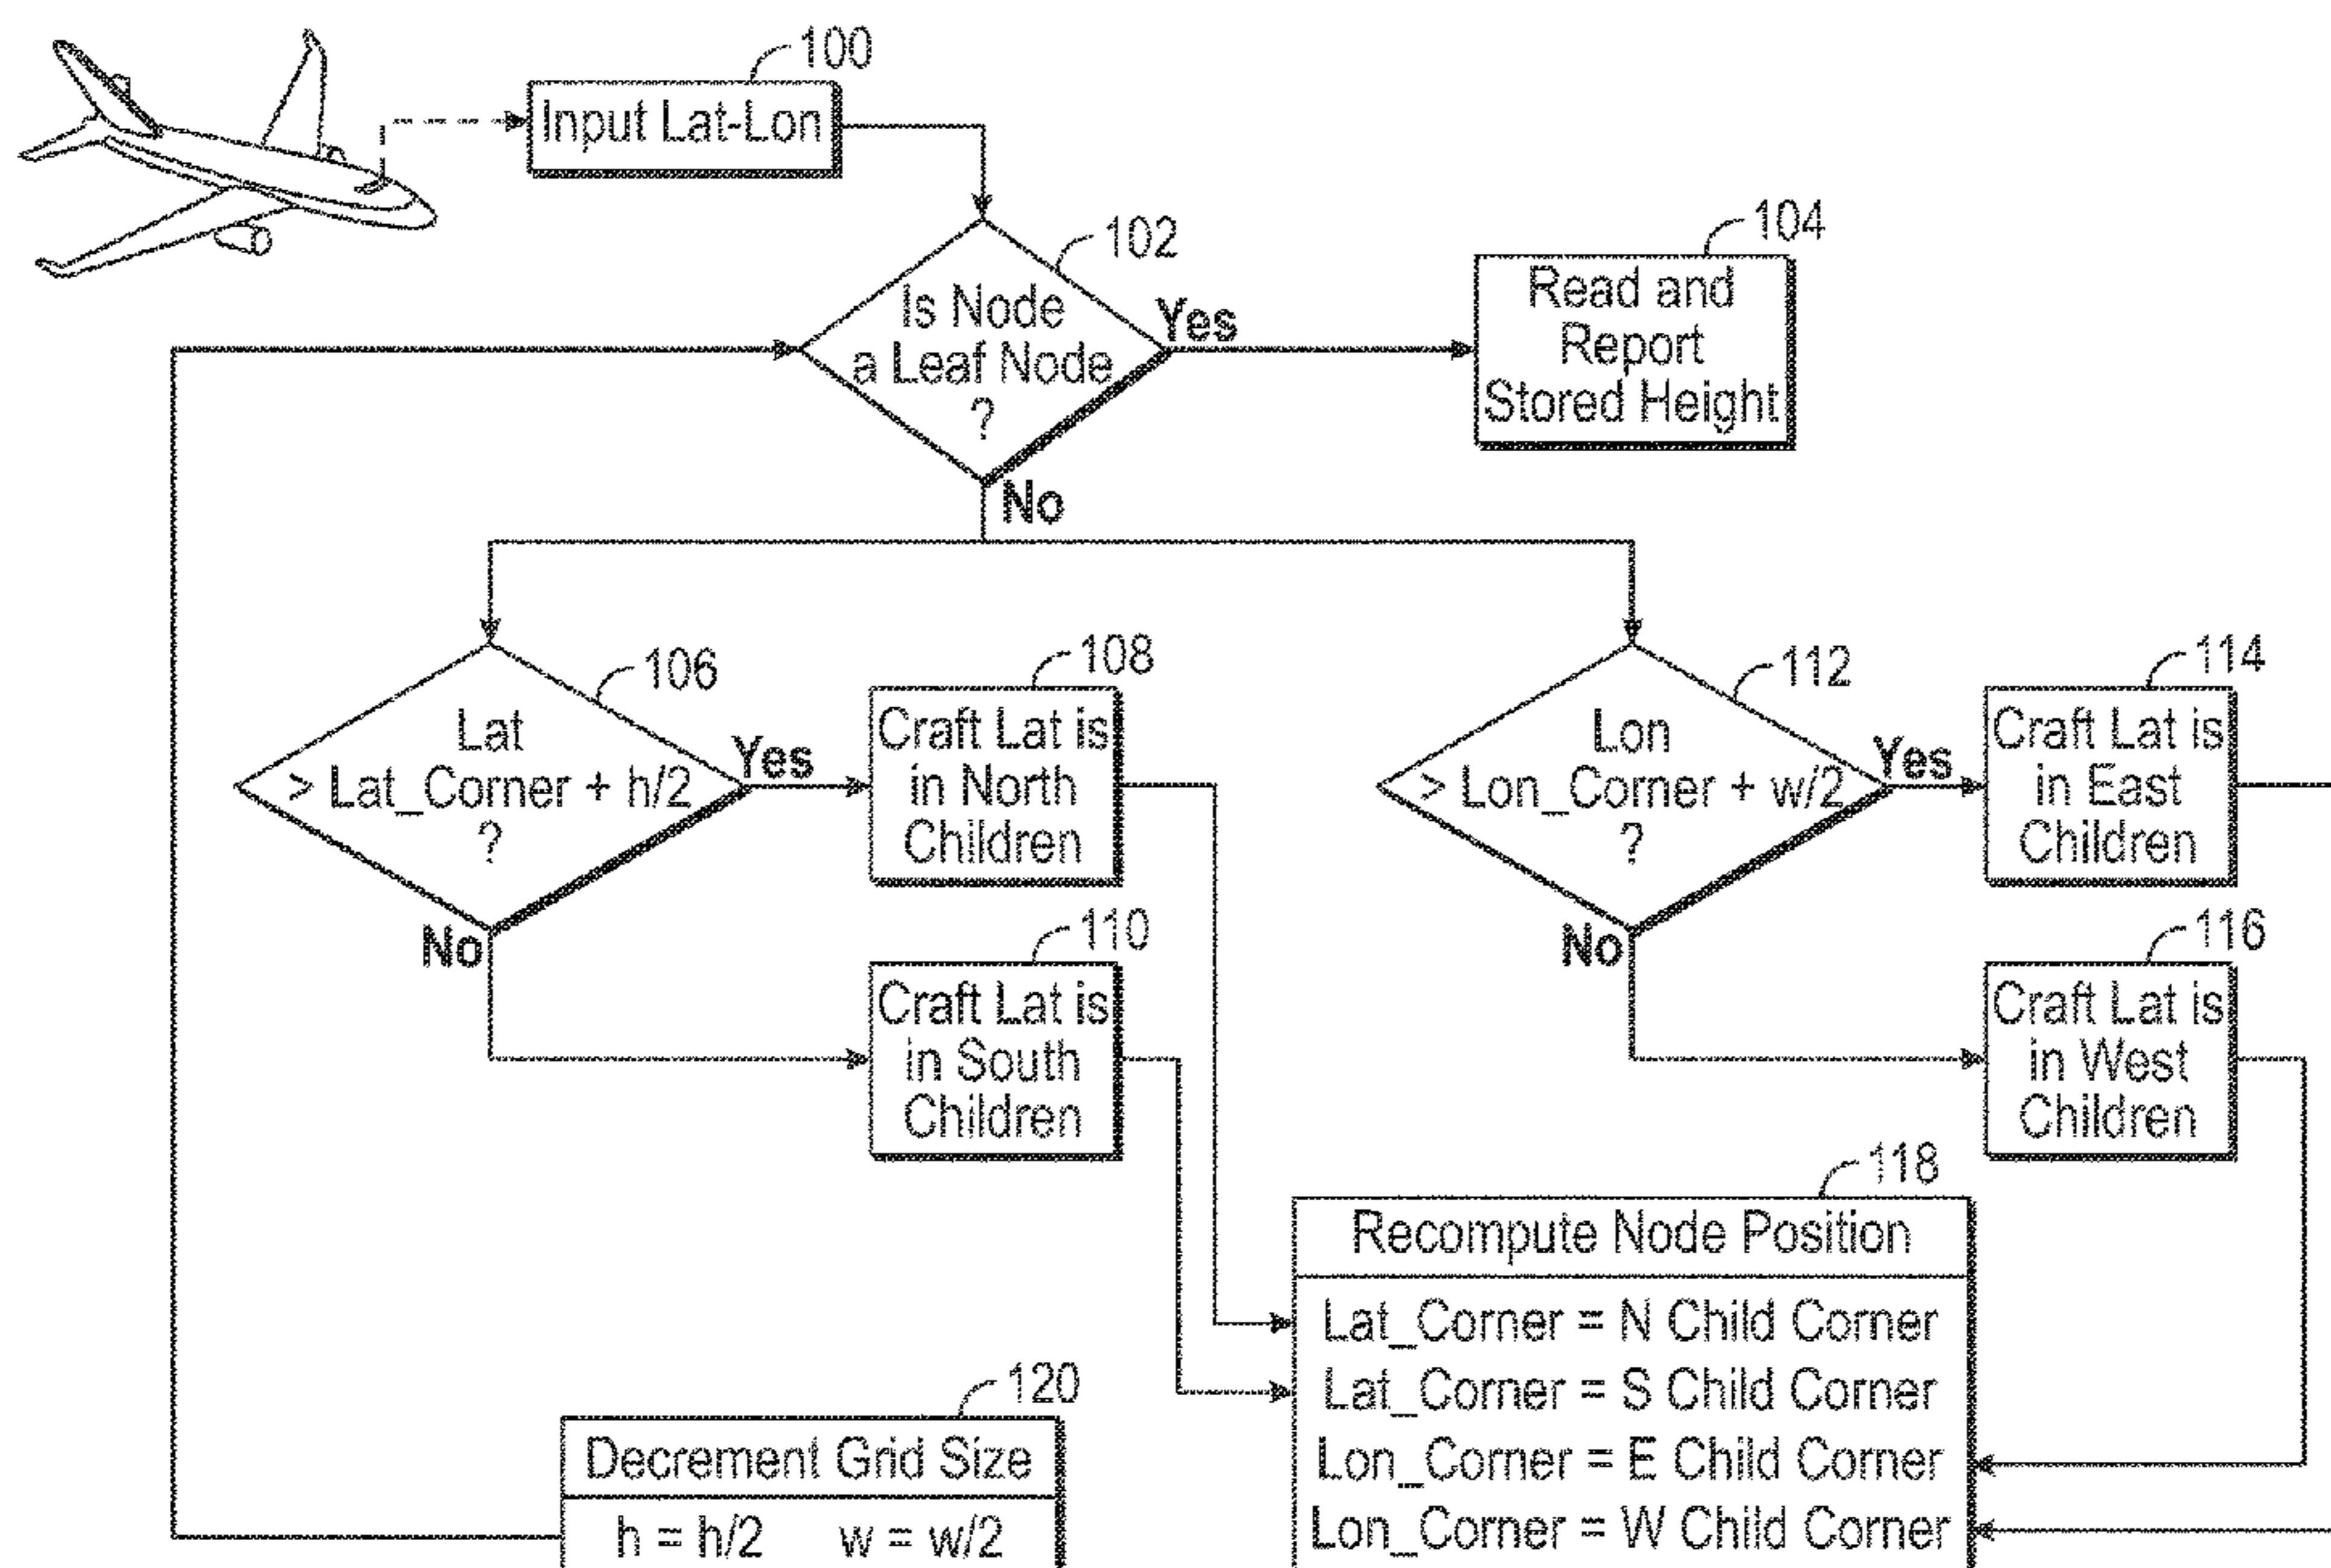 100
Input Lat-Lon
102
Is Node
a Leaf Node
?
Yes
No
104
Read and
Report
Stored Height
106
Lat
> Lat_Corner + h/2
?
Yes
No
108
Craft Lat is
in North
Children
110
Craft Lat is
in South
Children
112
Lon
> Lon_Corner + w/2
?
Yes
No
114
Craft Lat is
in East
Children
116
Craft Lat is
in West
Children
118
Recompute Node Position
Lat_Corner = N Child Corner
Lat_Corner = S Child Corner
Lon_Corner = E Child Corner
Lon_Corner = W Child Corner
120
Decrement Grid Size
h = h/2 w = w/2